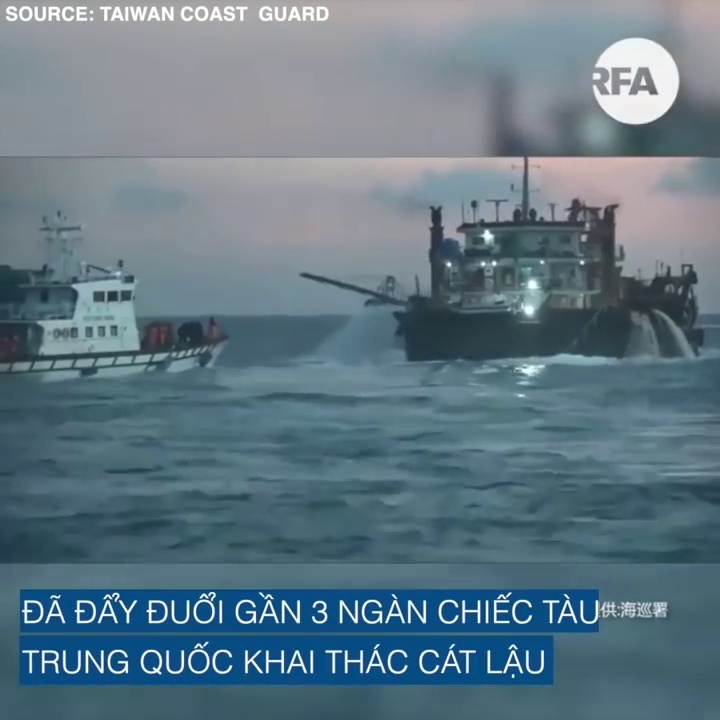 SOURCE: TAIWAN COAST GUARD
RFA
ĐÃ ĐẨY ĐUỔI GẦN 3 NGÀN CHIẾC TÀU
供:海巡署
TRUNG QUỐC KHAI THÁC CÁT LẬU